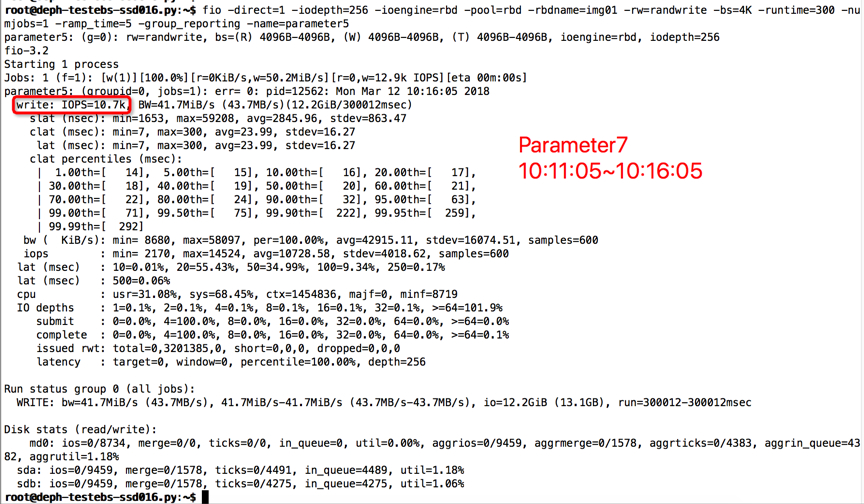 root@deph-testebs-ssd016.py:~$ fio -direct=1 -iodepth=256 -ioengine=rbd -pool=rbd -rbdname=img01 -rw=randwrite -bs=4K -runtime=300 -nu
mjobs=1 -ramp_time=5 -group_reporting -name=parameter5
parameter5: (g=0): rw=randwrite, bs=(R) 4096B-4096B, (W) 4096B-4096B, (T) 4096B-4096B, ioengine=rbd, iodepth=256
fio-3.2
Starting 1 process
Jobs: 1 (f=1): [w(1)][100.0%][r=0KiB/s,w=50.2MiB/s][r=0,w=12.9k IOPS][eta 00m:00s]
parameter5: (groupid=0, jobs=1): err= 0: pid=12562: Mon Mar 12 10:16:05 2018
write: IOPS=10.7k, BW=41.7MiB/s (43.7MB/s)(12.2GiB/300012msec)
slat (nsec): min=1653, max=59208, avg=2845.96, stdev=863.47
clat (msec): min=7, max=300, avg=23.99, stdev=16.27
lat (msec): min=7, max=300, avg=23.99, stdev=16.27
clat percentiles (msec):
| 1.00th=[ 14], 5.00th=[ 15], 10.00th=[ 16], 20.00th=[ 17],
| 30.00th=[ 18], 40.00th=[ 19], 50.00th=[ 20], 60.00th=[ 21],
| 70.00th=[ 22], 80.00th=[ 24], 90.00th=[ 32], 95.00th=[ 63],
| 99.00th=[ 71], 99.50th=[ 75], 99.90th=[ 222], 99.95th=[ 259],
| 99.99th=[ 292]
Parameter7
10:11:05~10:16:05
bw ( KiB/s): min= 8680, max=58097, per=100.00%, avg=42915.11, stdev=16074.51, samples=600
iops : min= 2170, max=14524, avg=10728.58, stdev=4018.62, samples=600
lat (msec) : 10=0.01%, 20=55.43%, 50=34.99%, 100=9.34%, 250=0.17%
lat (msec) : 500=0.06%
cpu : usr=31.08%, sys=68.45%, ctx=1454836, majf=0, minf=8719
IO depths : 1=0.1%, 2=0.1%, 4=0.1%, 8=0.1%, 16=0.1%, 32=0.1%, >=64=101.9%
submit : 0=0.0%, 4=100.0%, 8=0.0%, 16=0.0%, 32=0.0%, 64=0.0%, >=64=0.0%
complete : 0=0.0%, 4=100.0%, 8=0.0%, 16=0.0%, 32=0.0%, 64=0.0%, >=64=0.1%
issued rwt: total=0,3201385,0, short=0,0,0, dropped=0,0,0
latency : target=0, window=0, percentile=100.00%, depth=256
Run status group 0 (all jobs):
WRITE: bw=41.7MiB/s (43.7MB/s), 41.7MiB/s-41.7MiB/s (43.7MB/s-43.7MB/s), io=12.2GiB (13.1GB), run=300012-300012msec
Disk stats (read/write):
md0: ios=0/8734, merge=0/0, ticks=0/0, in_queue=0, util=0.00%, aggrios=0/9459, aggrmerge=0/1578, aggrticks=0/4383, aggrin_queue=43
82, aggrutil=1.18%
sda: ios=0/9459, merge=0/1578, ticks=0/4491, in_queue=4489, util=1.18%
sdb: ios=0/9459, merge=0/1578, ticks=0/4275, in_queue=4275, util=1.06%
root@deph-testebs-ssd016.py:~$